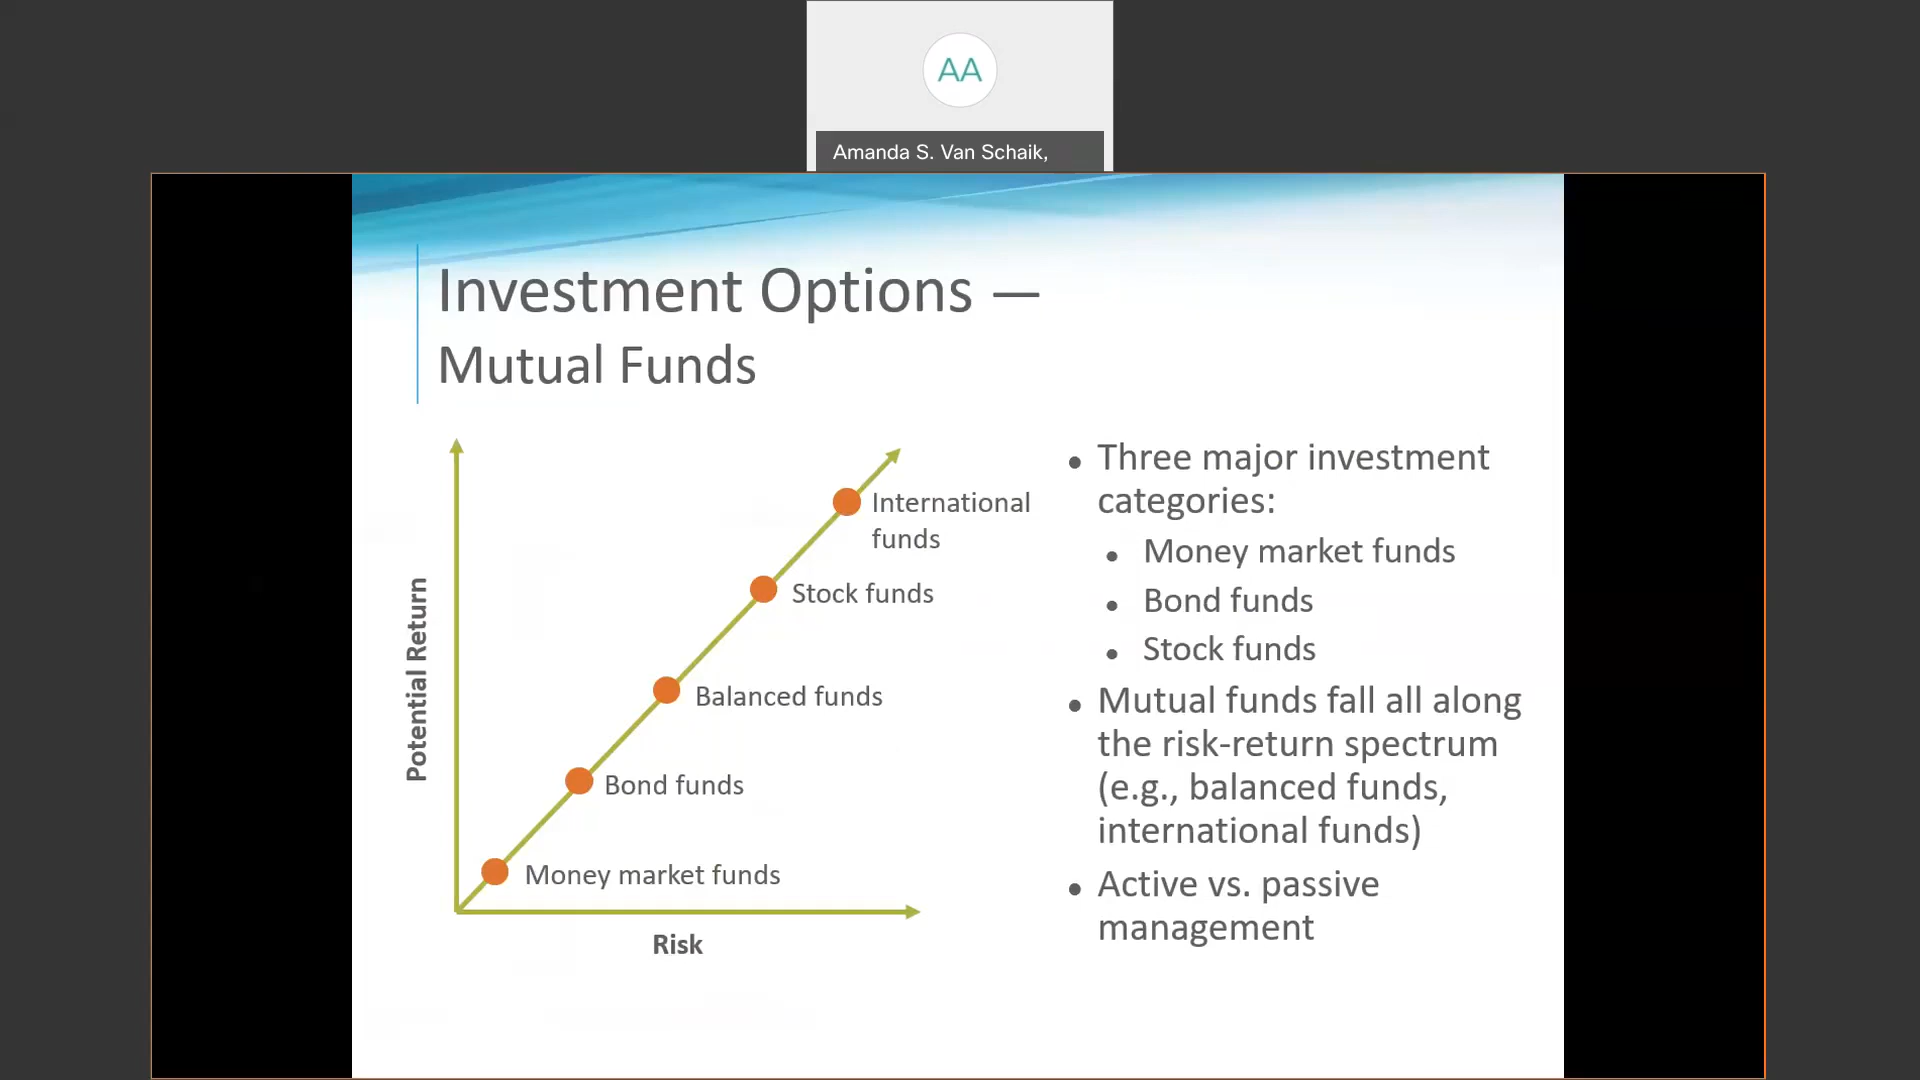 AA
Amanda S. Van Schaik,
Investment Options —
Mutual Funds
Potential Return
International
funds
Stock funds
Balanced funds
Bond funds
Money market funds
Risk
• Three major investment
categories:
• Money market funds
• Bond funds
• Stock funds
• Mutual funds fall all along
the risk-return spectrum
(e.g., balanced funds,
international funds)
• Active vs. passive
management